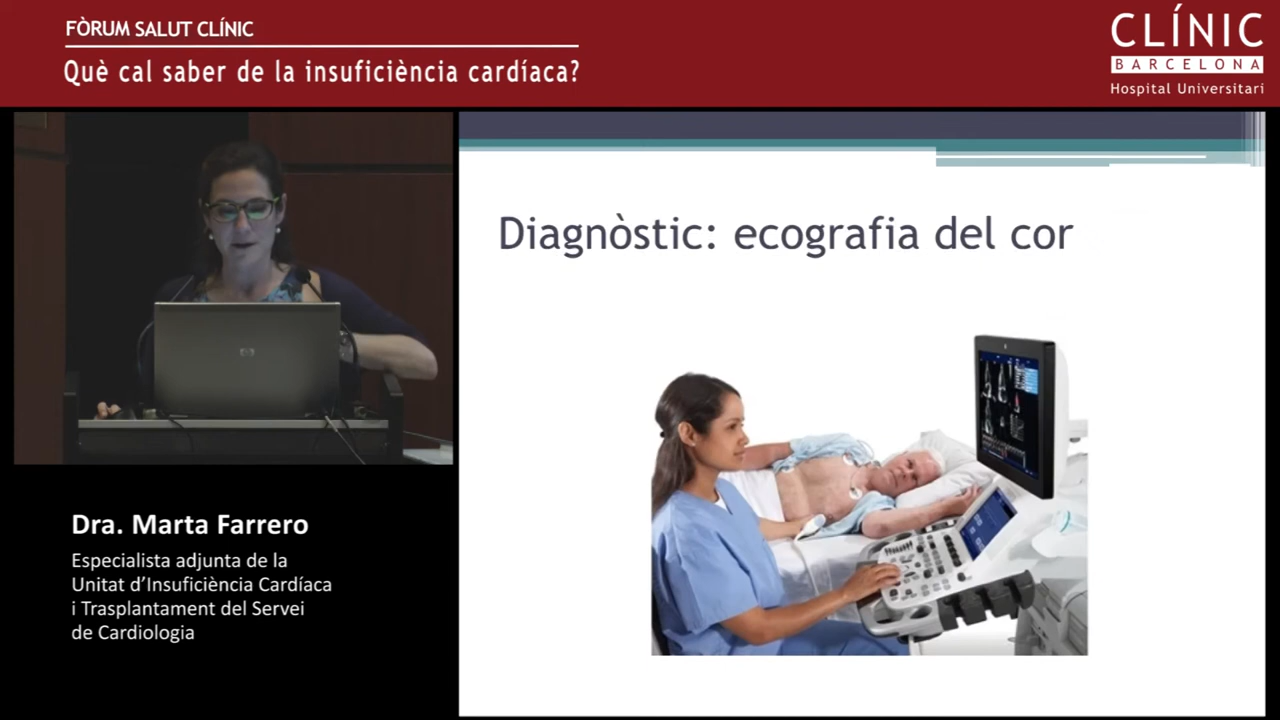 FÒRUM SALUT CLÍNIC
Què cal saber de la insuficiència cardíaca?
CLÍNIC
BARCELONA
Hospital Universitari
Diagnòstic: ecografia del cor
Dra. Marta Farrero
Especialista adjunta de la
Unitat d’Insuficiència Cardíaca
i Trasplantament del Servei
de Cardiologia